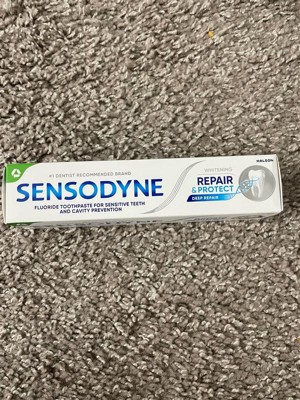 #1 DENTIST RECOMMENDED BRAND
SENSODYNE
FLUORIDE TOOTHPASTE FOR SENSITIVE TEETH
AND CAVITY PREVENTION
HALEON
WHITENING
REPAIR
& PROTECT
DEEP REPAIR